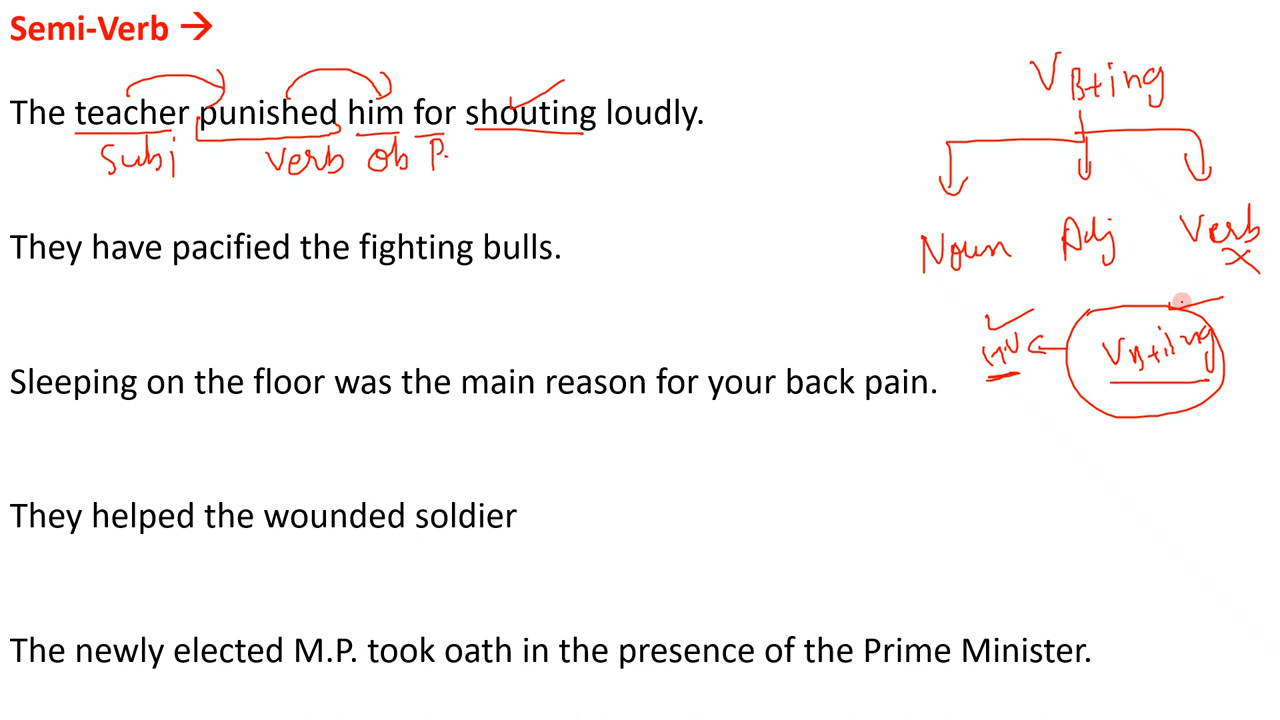 Semi-Verb →
The teacher punished him for shouting loudly.
Subj verb ob P.
VB+ing
Noun Adj Verb
They have pacified the fighting bulls.
H.V VB+ing
Sleeping on the floor was the main reason for your back pain.
They helped the wounded soldier
The newly elected M.P. took oath in the presence of the Prime Minister.